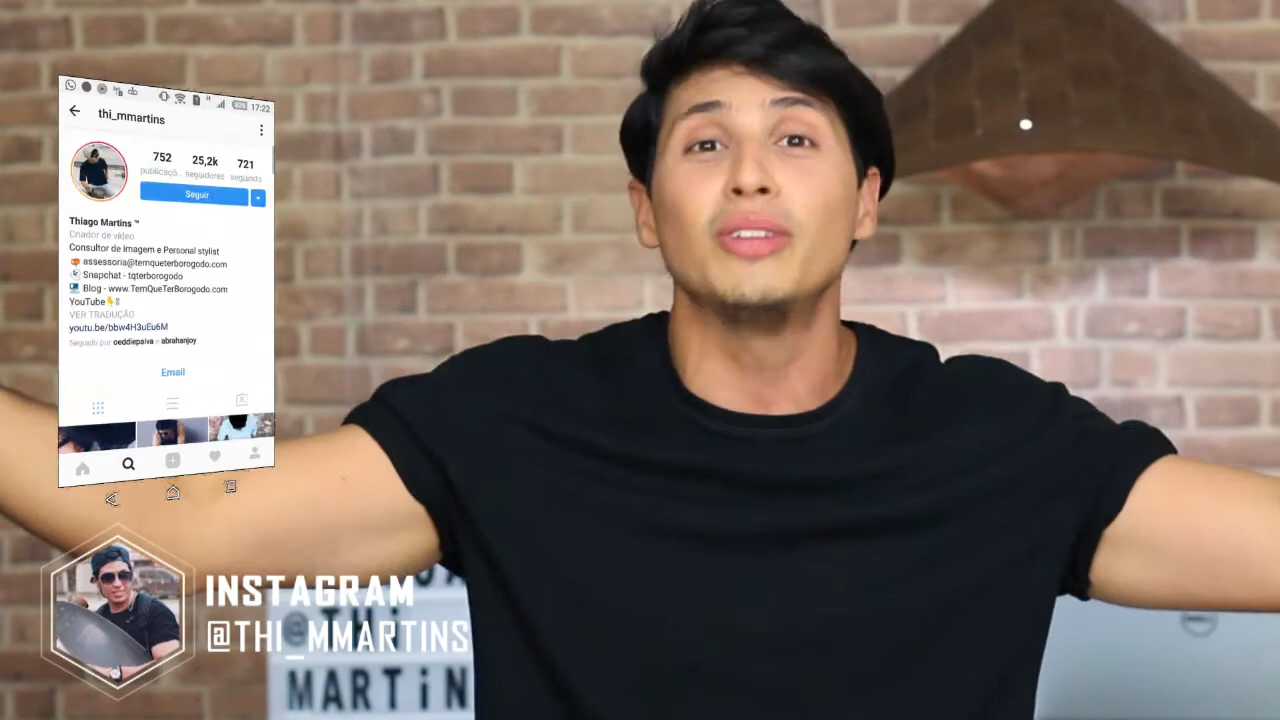 17:22
thi_mmartins
752 25,2k 721
publicaçõ... seguidores seguindo
Seguir
Thiago Martins ™
Criador de vídeo
Consultor de Imagem e Personal stylist
assessoria@temqueterborogodo.com
Snapchat - tqterborogodo
Blog - www.TemQueTerBorogodo.com
YouTube
VER TRADUÇÃO
youtu.be/bbw4H3uEu6M
Seguido por oeddiepaiva e abrahanjoy
Email
INSTAGRAM
@THI_MMARTINS
MARTiN